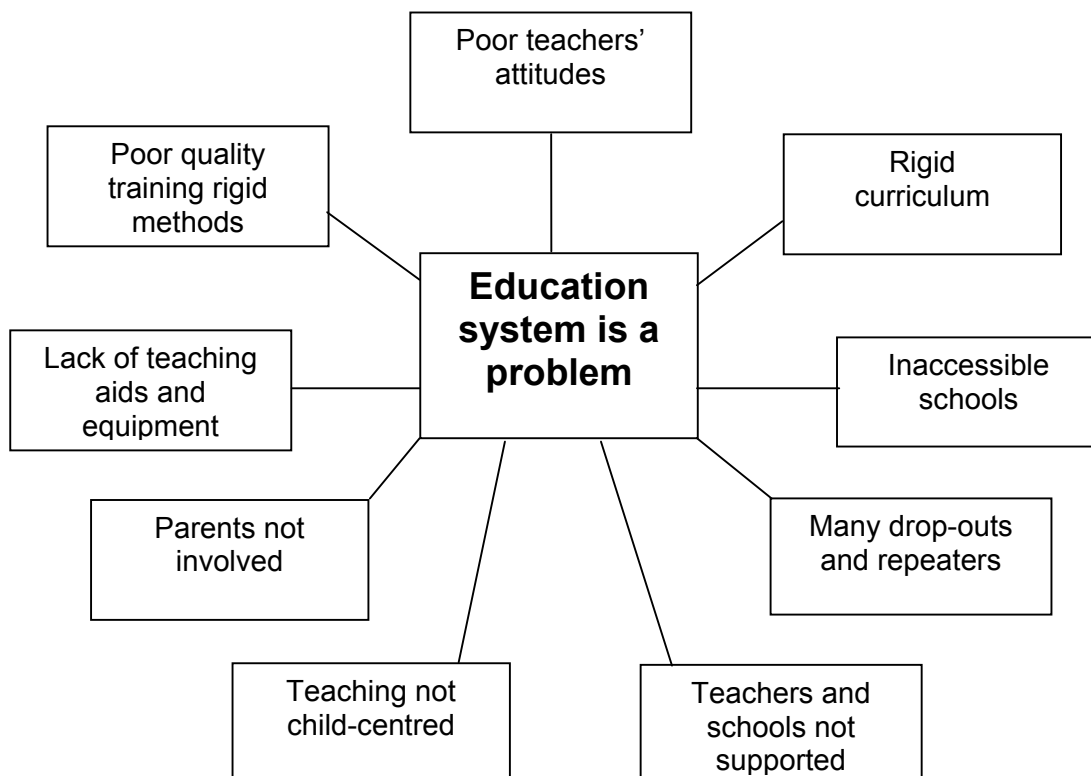 Poor teachers’
attitudes
Poor quality
training rigid
methods
Rigid
curriculum
Education
system is a
problem
Lack of teaching
aids and
equipment
Inaccessible
schools
Parents not
involved
Many drop-outs
and repeaters
Teaching not
child-centred
Teachers and
schools not
supported